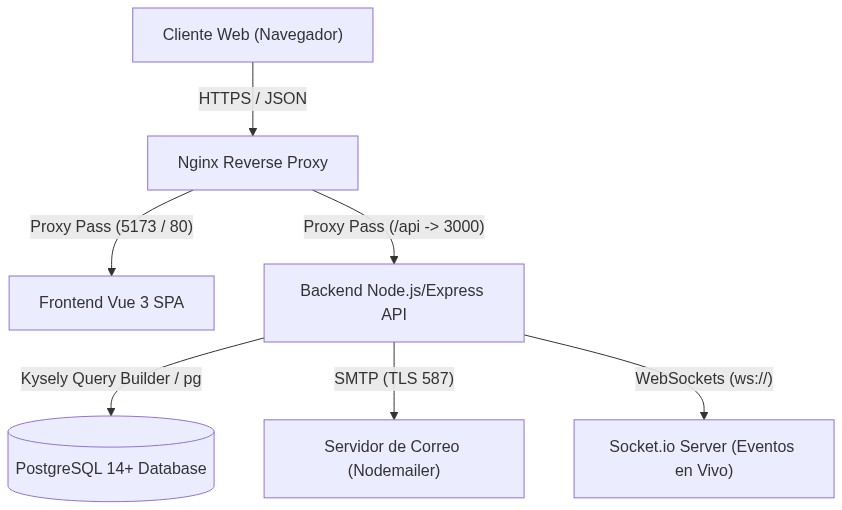 Cliente Web (Navegador)
HTTPS / JSON
Nginx Reverse Proxy
Proxy Pass (5173 / 80)
Proxy Pass (/api -> 3000)
Frontend Vue 3 SPA
Backend Node.js/Express
API
Kysely Query Builder / pg
SMTP (TLS 587)
WebSockets (ws://)
PostgreSQL 14+ Database
Servidor de Correo
(Nodemailer)
Socket.io Server (Eventos
en Vivo)